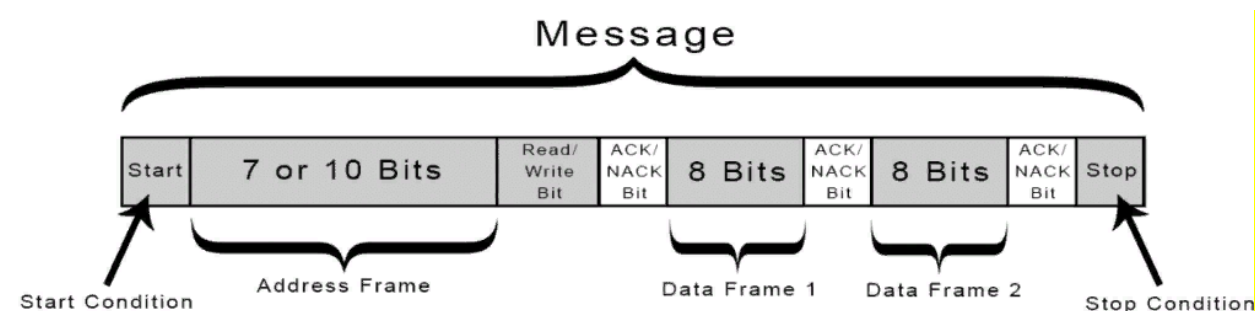 Message
Start
7 or 10 Bits
Read/
Write
Bit
ACK/
NACK
Bit
8 Bits
ACK/
NACK
Bit
8 Bits
ACK/
NACK
Bit
Stop
Start Condition
Address Frame
Data Frame 1
Data Frame 2
Stop Condition